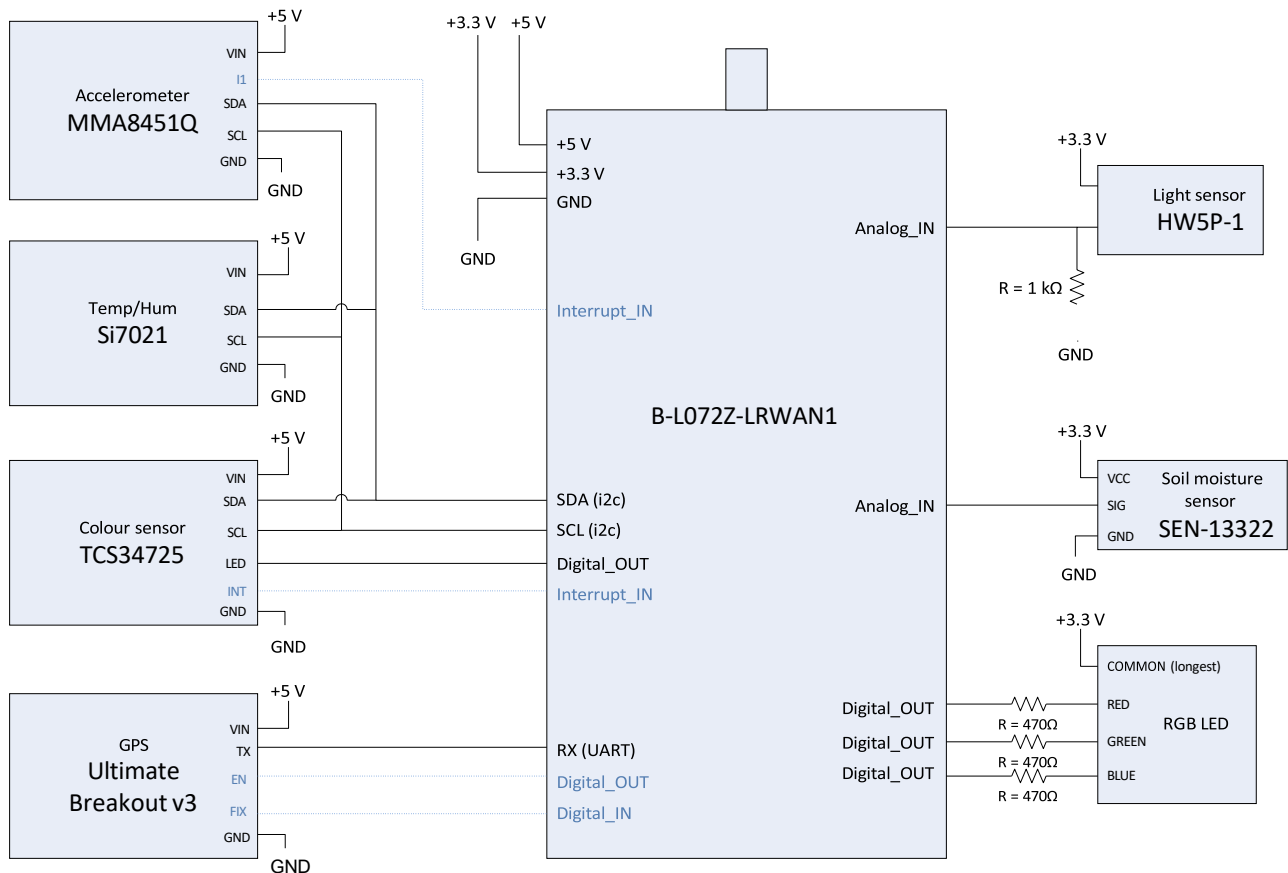 +5 V
VIN
I1
Accelerometer
SDA
MMA8451Q
SCL
GND
GND
+5 V
VIN
Temp/Hum
SDA
Si7021
SCL
GND
GND
+5 V
VIN
SDA
Colour sensor
SCL
TCS34725
LED
INT
GND
GND
+5 V
VIN
GPS
TX
Ultimate
EN
Breakout v3
FIX
GND
GND
+3.3 V
+5 V
+5 V
+3.3 V
GND
GND
Interrupt_IN
B-L072Z-LRWAN1
SDA (i2c)
SCL (i2c)
Digital_OUT
Interrupt_IN
RX (UART)
Digital_OUT
Digital_IN
Analog_IN
Analog_IN
Digital_OUT
Digital_OUT
Digital_OUT
+3.3 V
Light sensor
HW5P-1
R = 1 kΩ
GND
+3.3 V
VCC
Soil moisture
sensor
SIG
SEN-13322
GND
GND
+3.3 V
COMMON (longest)
RED
R = 470Ω
RGB LED
GREEN
R = 470Ω
BLUE
R = 470Ω